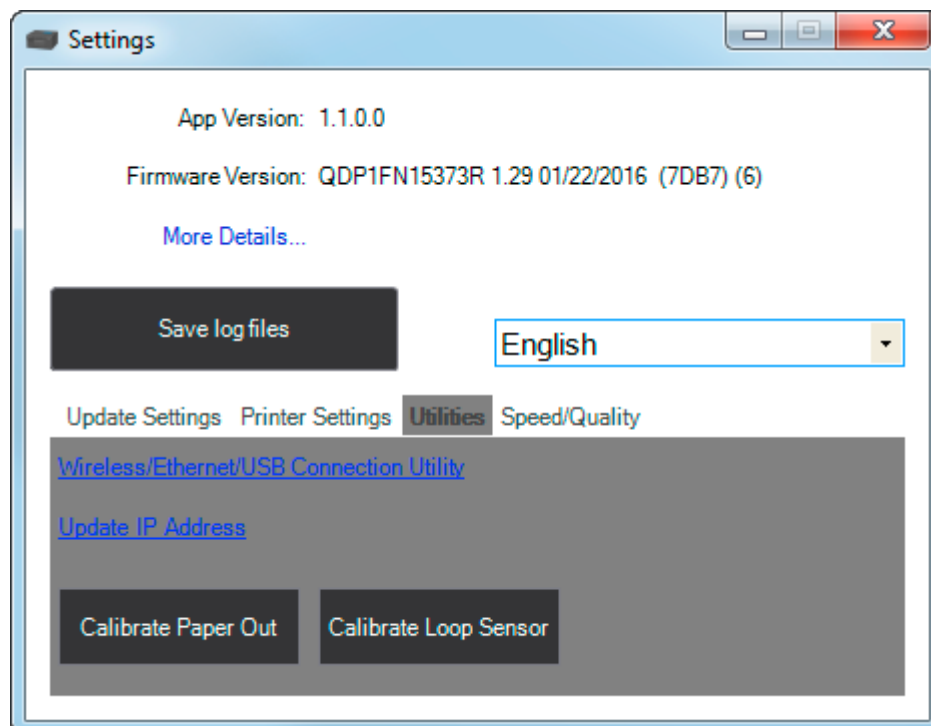 Settings
App Version: 1.1.0.0
Firmware Version: QDP1FN15373R 1.29 01/22/2016 (7DB7) (6)
More Details...
Save log files
English
Update Settings Printer Settings Utilities Speed/Quality
Wireless/Ethernet/USB Connection Utility
Update IP Address
Calibrate Paper Out Calibrate Loop Sensor